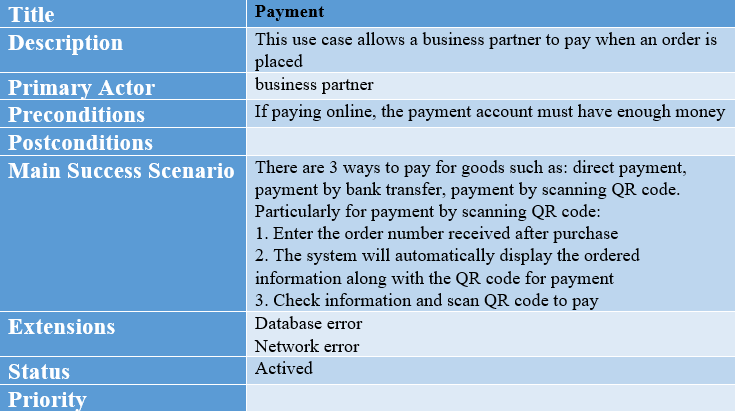 Title
Payment
Description
This use case allows a business partner to pay when an order is
placed
Primary Actor
business partner
Preconditions
If paying online, the payment account must have enough money
Postconditions
Main Success Scenario
There are 3 ways to pay for goods such as: direct payment,
payment by bank transfer, payment by scanning QR code.
Particularly for payment by scanning QR code:
1. Enter the order number received after purchase
2. The system will automatically display the ordered
information along with the QR code for payment
3. Check information and scan QR code to pay
Extensions
Database error
Network error
Status
Actived
Priority